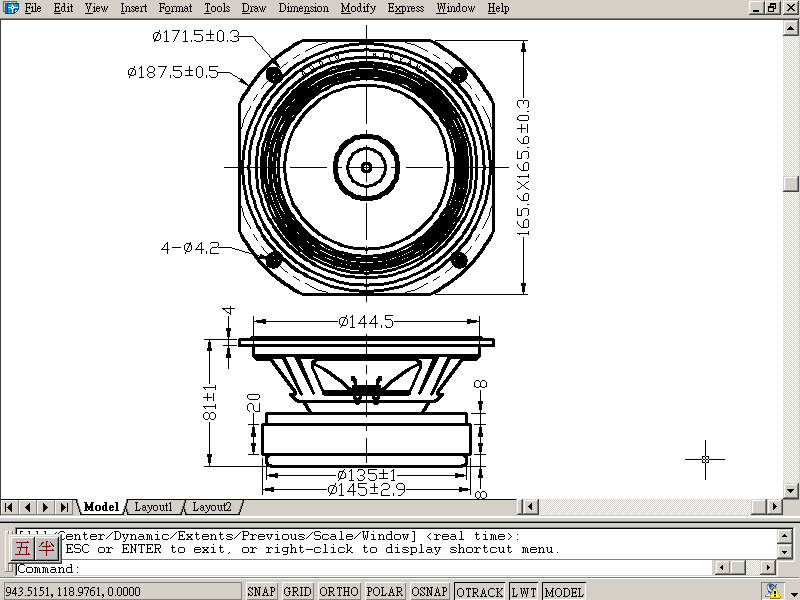 File Edit View Insert Format Tools Draw Dimension Modify Express Window Help
Ø171.5±0.3
Ø187.5±0.5
165.6X165.6±0.3
4-Ø4.2
4
Ø144.5
81±1
20
8
Ø135±1
Ø145±2.9
8
Model Layout1 Layout2
/Center/Dynamic/Extents/Previous/Scale/Window] <real time>:
五 半 ESC or ENTER to exit, or right-click to display shortcut menu.
Command:
943.5151, 118.9761, 0.0000 SNAP GRID ORTHO POLAR OSNAP OTRACK LWT MODEL